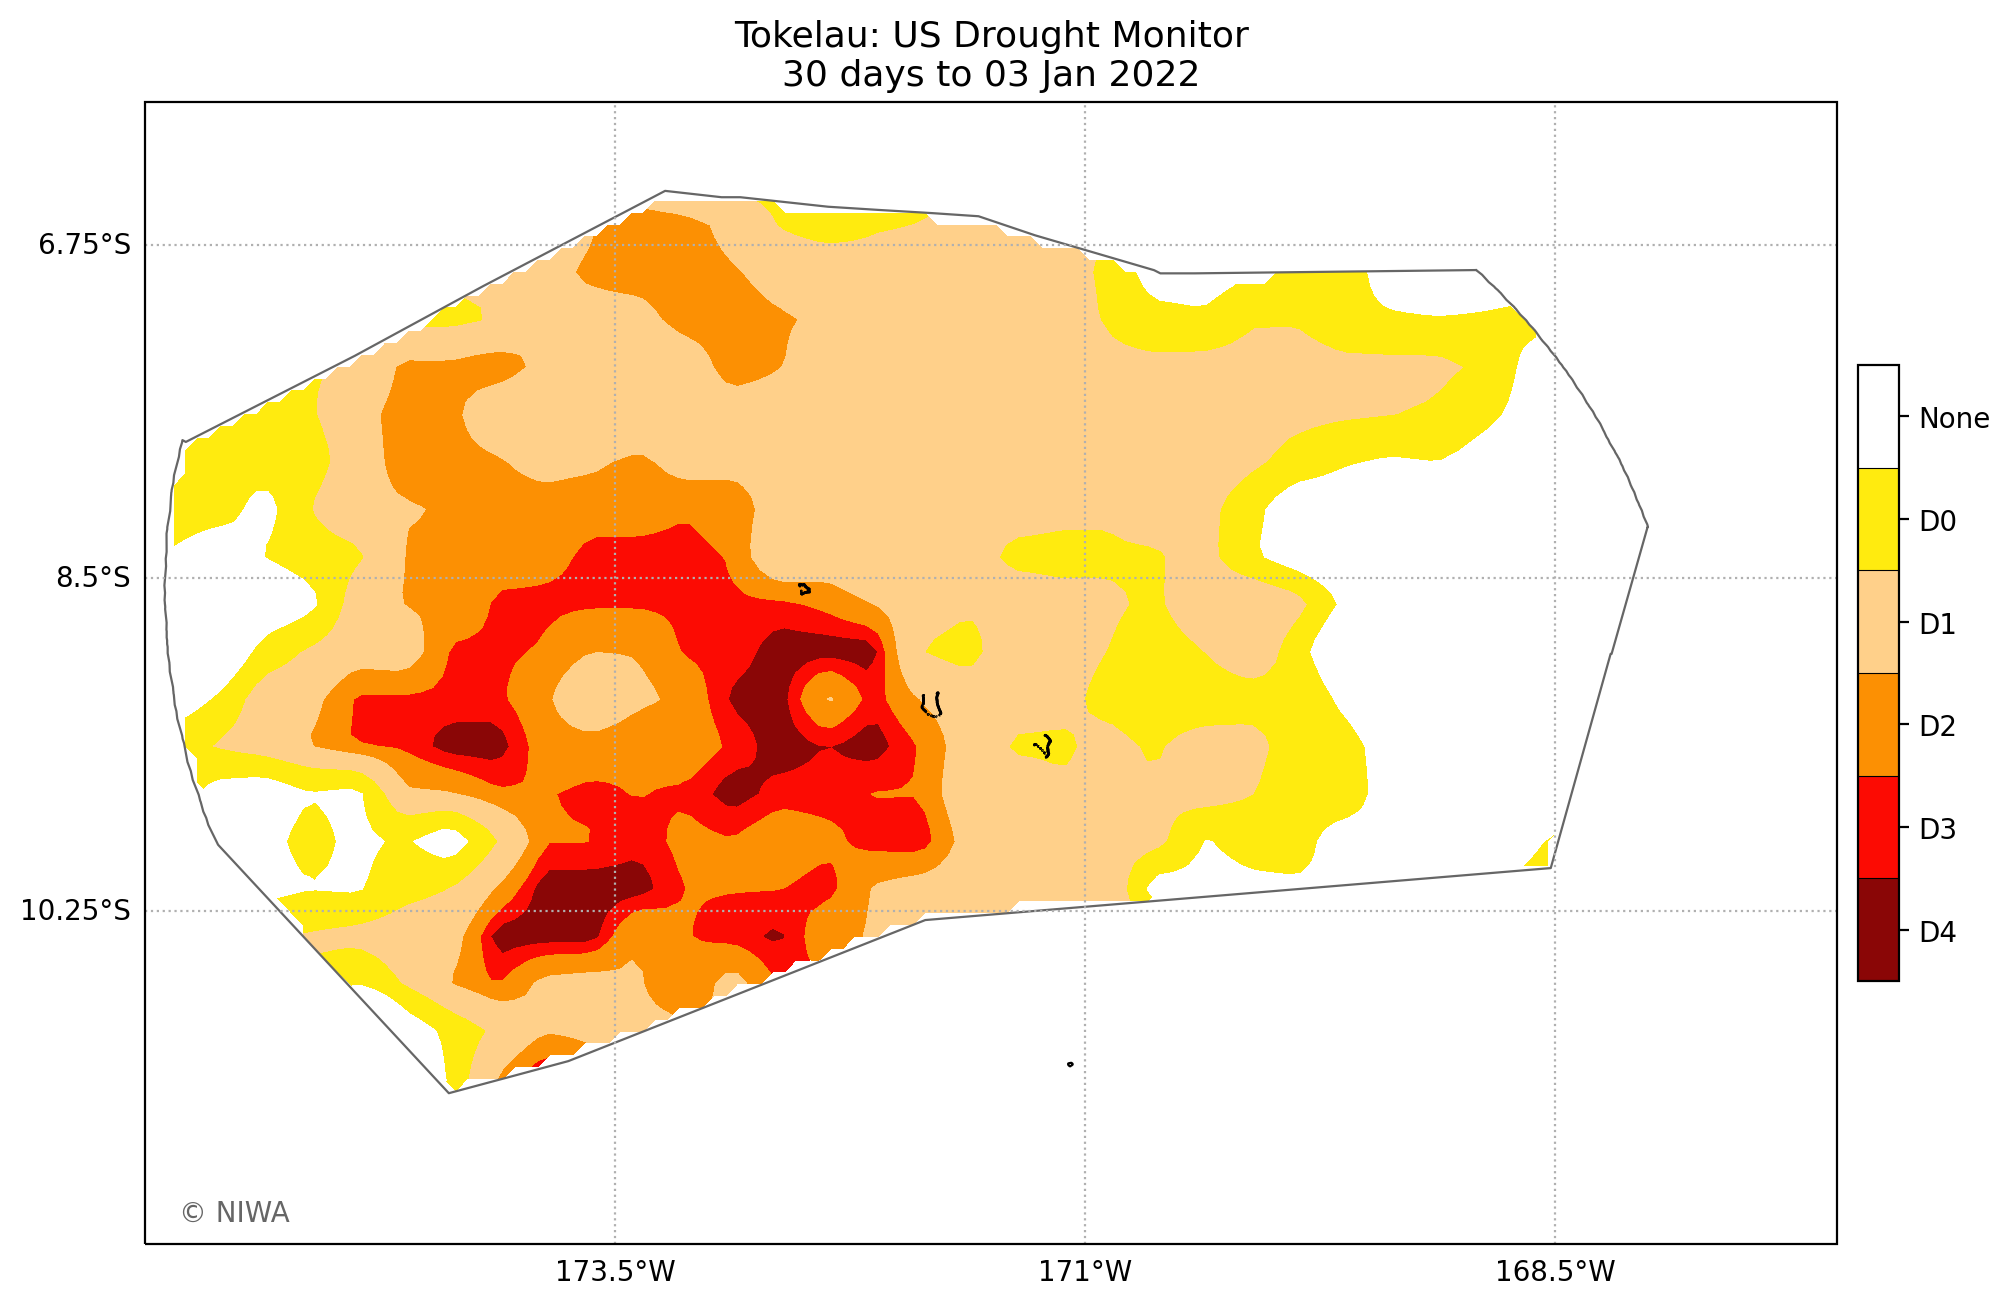 Tokelau: US Drought Monitor
30 days to 03 Jan 2022
6.75°S
8.5°S
10.25°S
173.5°W
171°W
168.5°W
None
D0
D1
D2
D3
D4
© NIWA